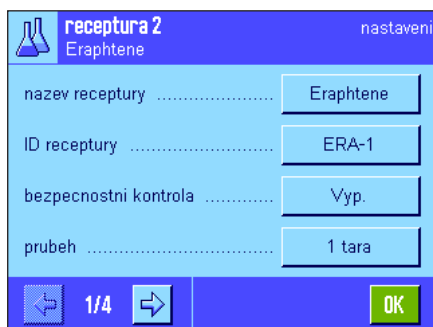 receptura 2
nastaveni
Eraphtene
nazev receptury ........................ Eraphtene
ID receptury ............................. ERA-1
bezpecnostni kontrola .............. Vyp.
prubeh ...................................... 1 tara
1/4
OK